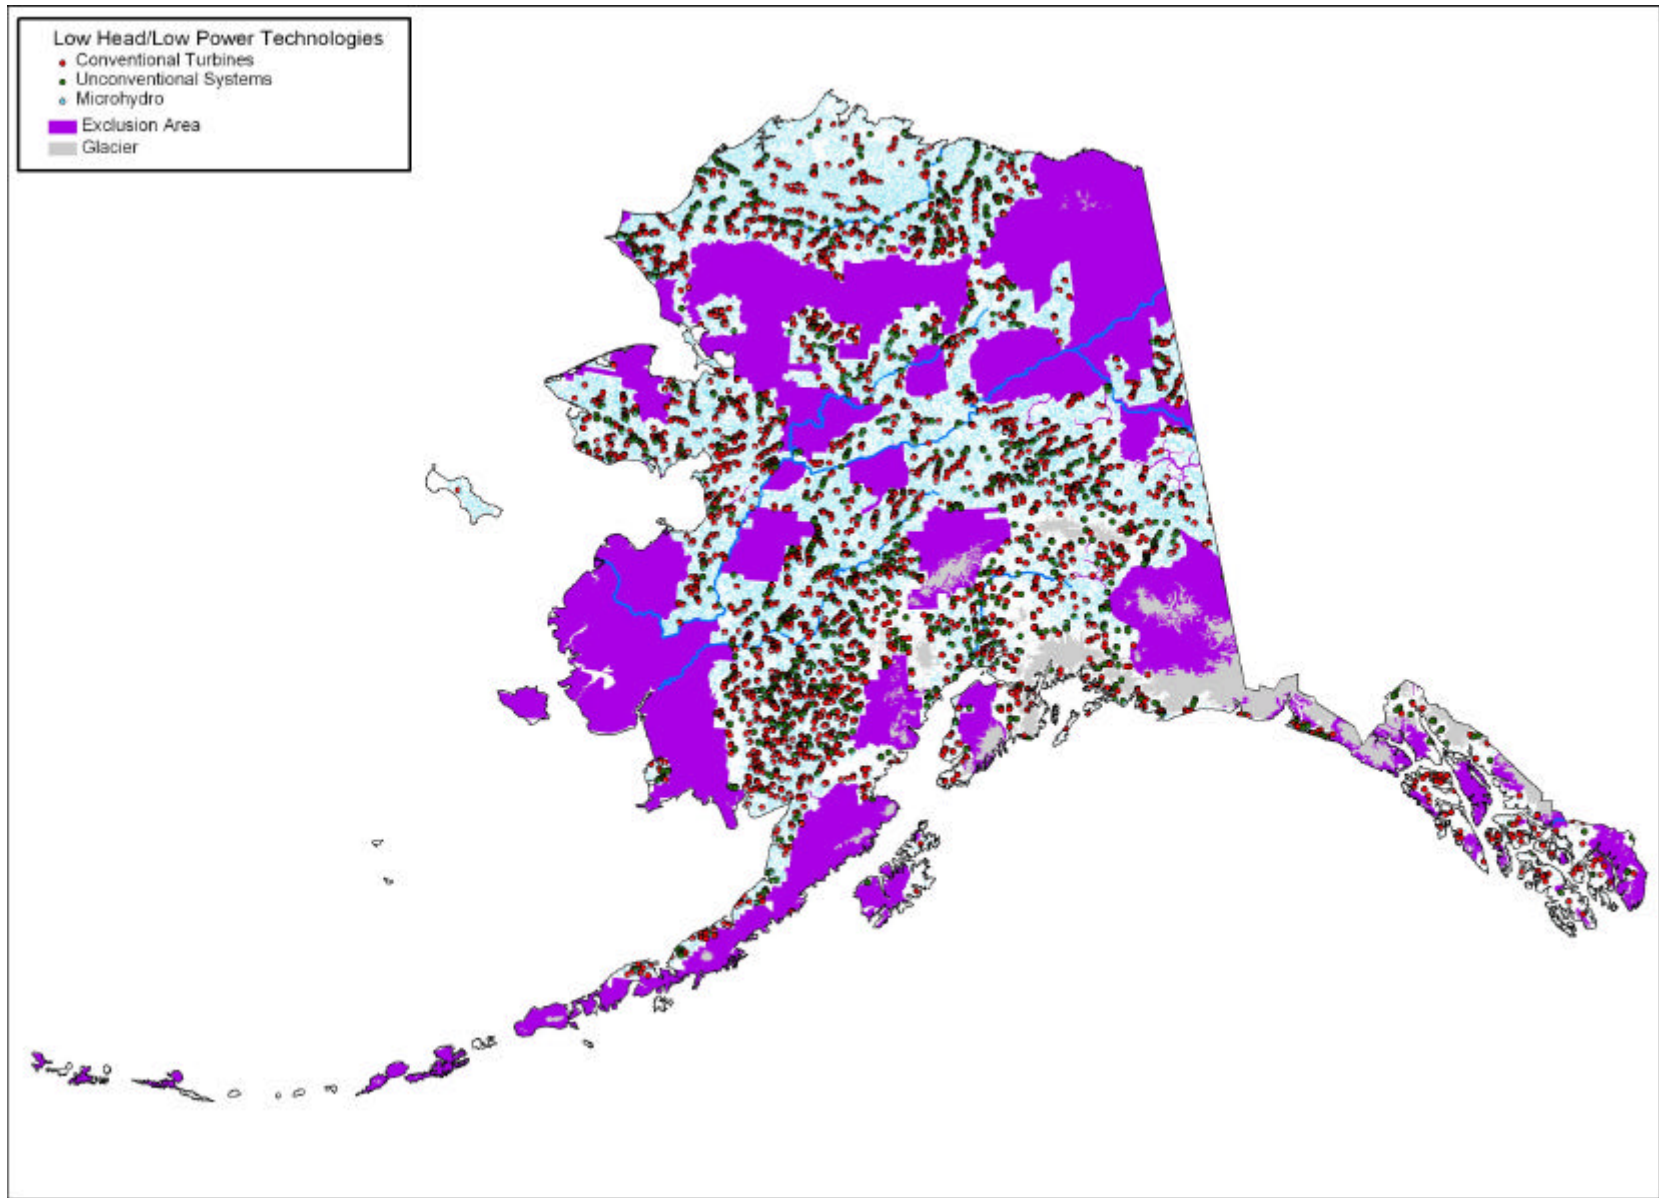 Low Head/Low Power Technologies
Conventional Turbines
Unconventional Systems
Microhydro
Exclusion Area
Glacier